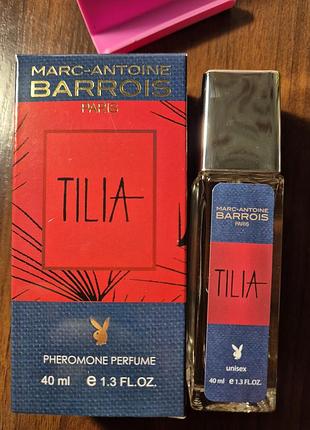 MARC-ANTOINE
BARROIS
PARIS
TILIA
PHEROMONE PERFUME
40 ml e 1.3 FL.OZ.
MARC-ANTOINE
BARROIS
PARIS
TILIA
unisex
40 ml e 1.3 FL.OZ.